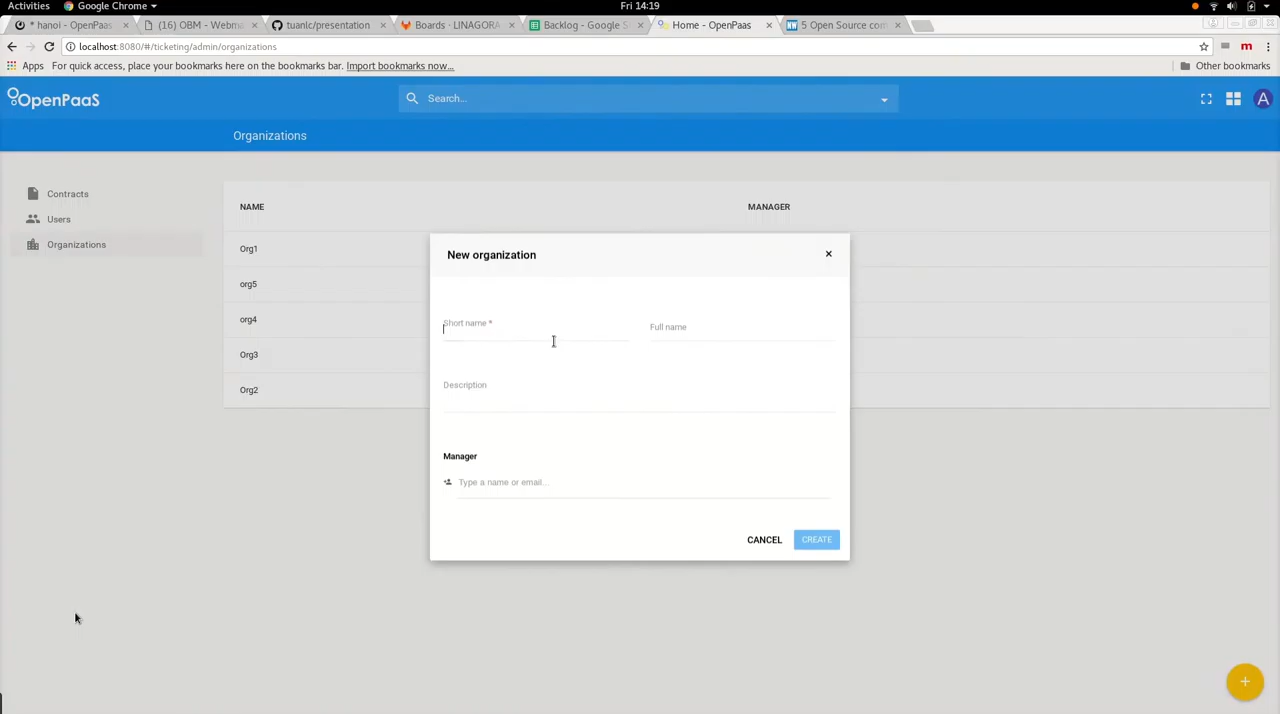 Activities Google Chrome Fri 14:19
* hanoi - OpenPaas (16) OBM - Webma tuanlc/presentation Boards · LINAGORA Backlog - Google S Home - OpenPaas 5 Open Source com
localhost:8080/#/ticketing/admin/organizations
Apps For quick access, place your bookmarks here on the bookmarks bar. Import bookmarks now... Other bookmarks
OpenPaaS Search... A
Organizations
Contracts
Users
Organizations
NAME MANAGER
Org1
org5
org4
Org3
Org2
New organization ×
Short name * Full name
Description
Manager
Type a name or email...
CANCEL CREATE
+